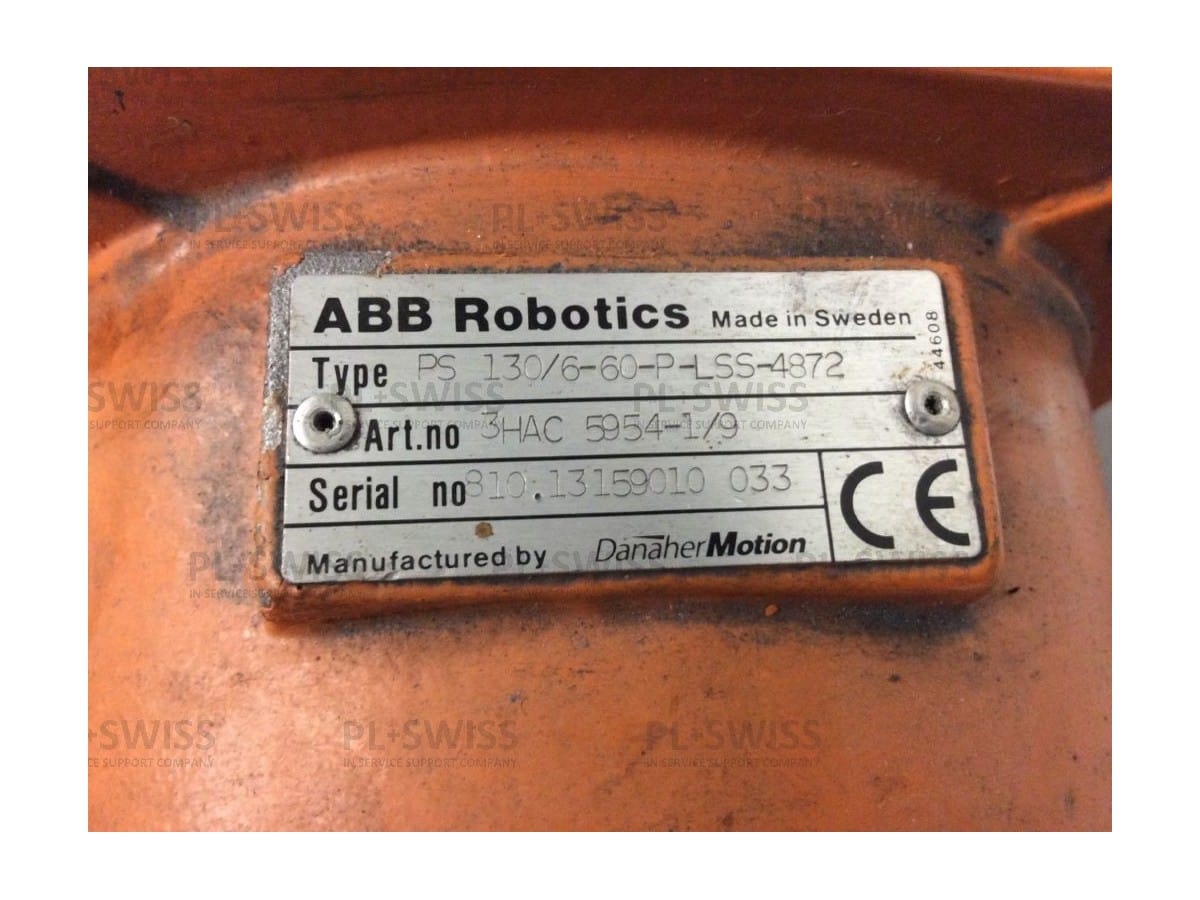 ABB Robotics Made in Sweden
44608
Type PS 130/6-60-P-LSS-4872
Art.no 3HAC 5954-1/9
Serial no 810.13159010 033
CE
Manufactured by DanaherMotion
PL+SWISS
IN SERVICE SUPPORT COMPANY